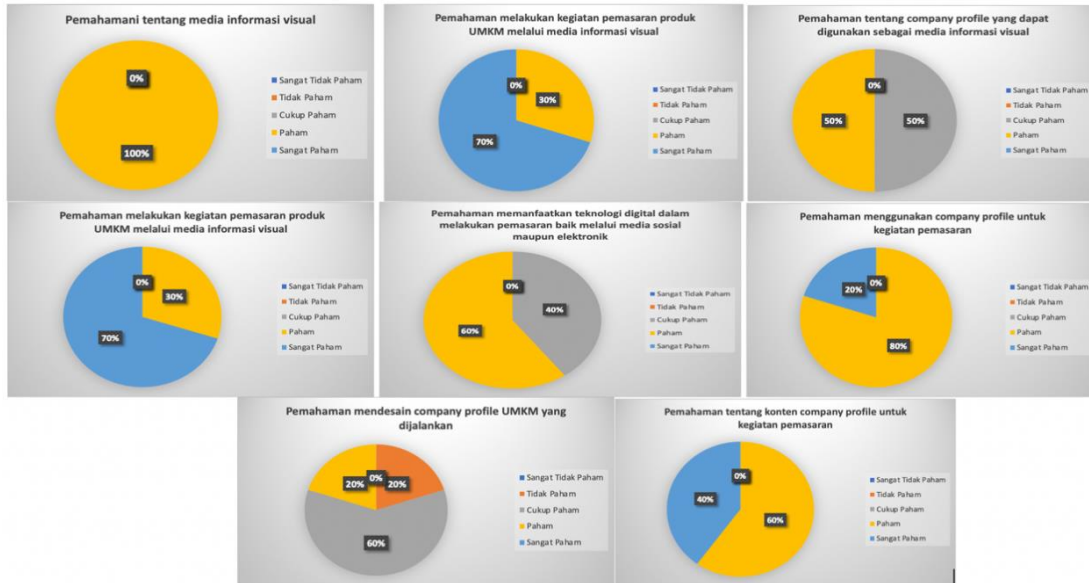 Pemahamani tentang media informasi visual
0%
100%
Sangat Tidak Paham
Tidak Paham
Cukup Paham
Paham
Sangat Paham
Pemahaman melakukan kegiatan pemasaran produk
UMKM melalui media informasi visual
0%
30%
70%
Sangat Tidak Paham
Tidak Paham
Cukup Paham
Paham
Sangat Paham
Pemahaman tentang company profile yang dapat
digunakan sebagai media informasi visual
0%
50%
50%
Sangat Tidak Paham
Tidak Paham
Cukup Paham
Paham
Sangat Paham
Pemahaman melakukan kegiatan pemasaran produk
UMKM melalui media informasi visual
0%
30%
70%
Sangat Tidak Paham
Tidak Paham
Cukup Paham
Paham
Sangat Paham
Pemahaman memanfaatkan teknologi digital dalam
melakukan pemasaran baik melalui media sosial
maupun elektronik
0%
40%
60%
Sangat Tidak Paham
Tidak Paham
Cukup Paham
Paham
Sangat Paham
Pemahaman menggunakan company profile untuk
kegiatan pemasaran
20%
0%
80%
Sangat Tidak Paham
Tidak Paham
Cukup Paham
Paham
Sangat Paham
Pemahaman mendesain company profile UMKM yang
dijalankan
20%
0%
20%
60%
Sangat Tidak Paham
Tidak Paham
Cukup Paham
Paham
Sangat Paham
Pemahaman tentang konten company profile untuk
kegiatan pemasaran
0%
40%
60%
Sangat Tidak Paham
Tidak Paham
Cukup Paham
Paham
Sangat Paham